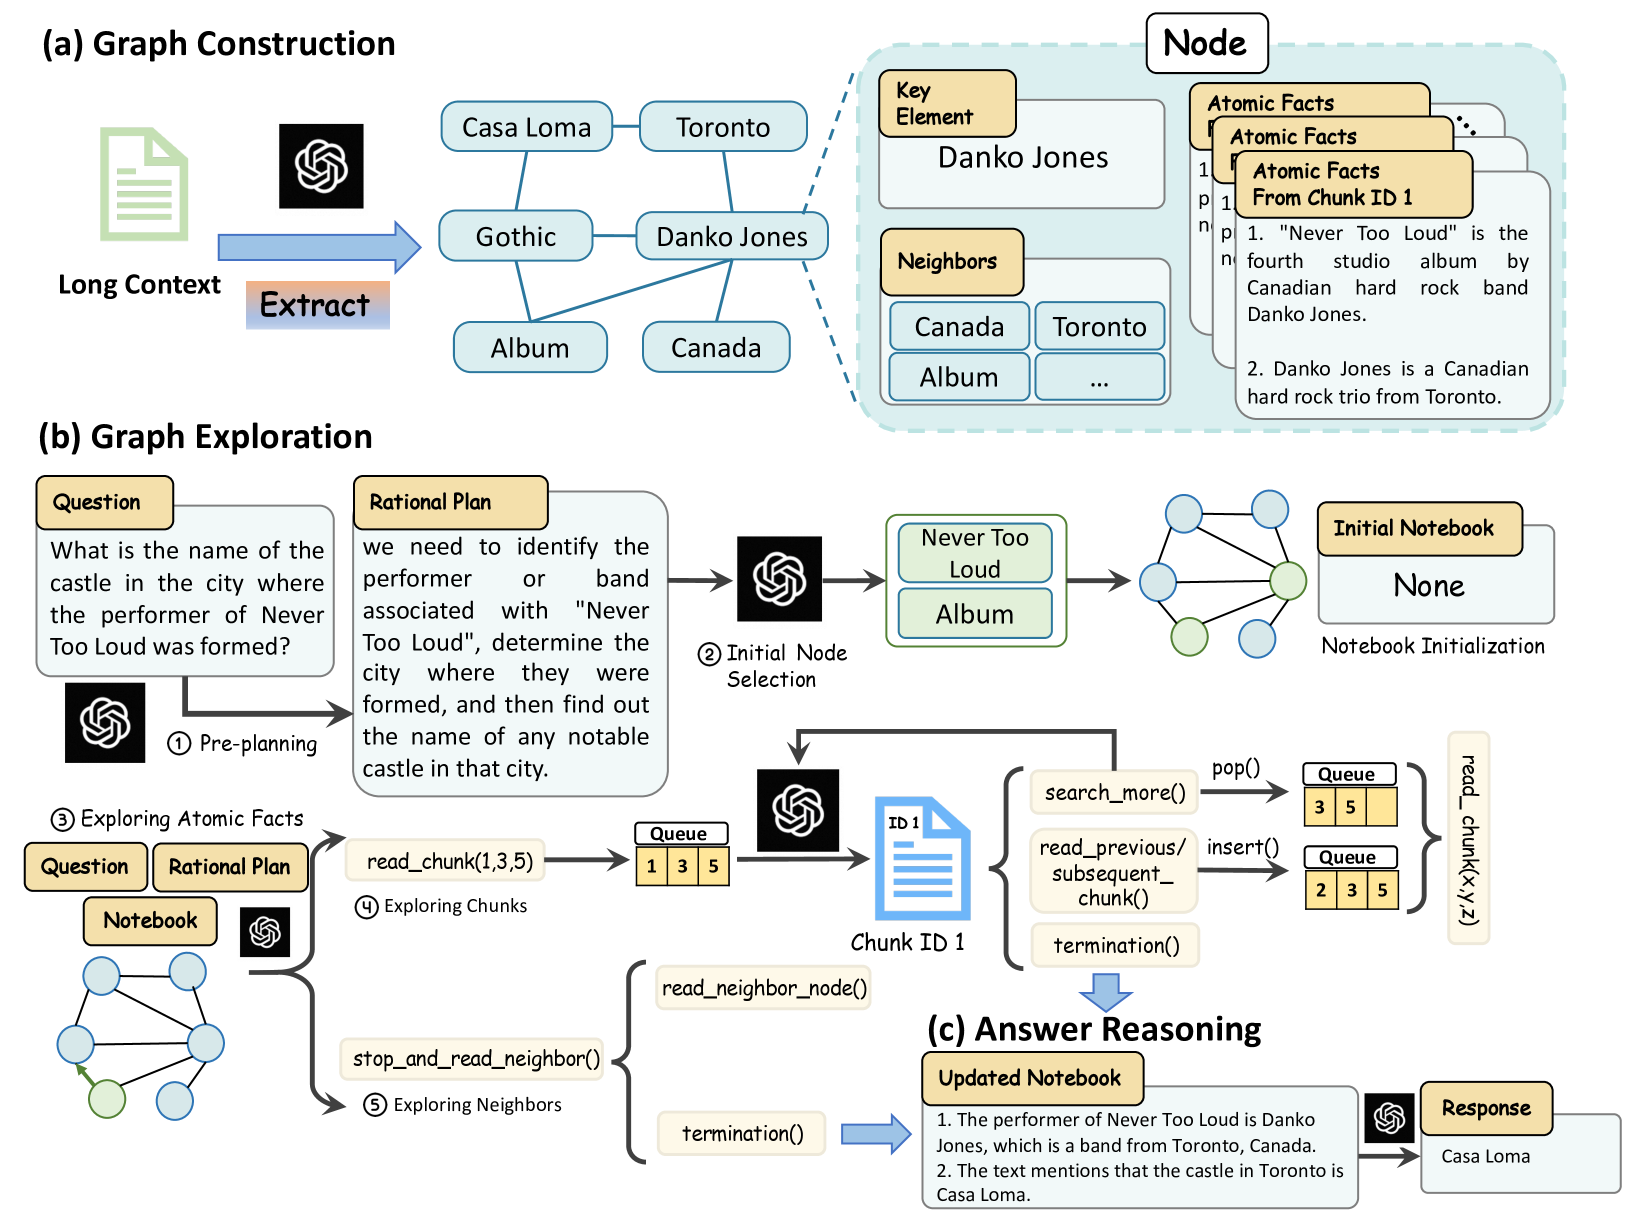 (a) Graph Construction
Long Context
Extract
Casa Loma
Toronto
Gothic
Danko Jones
Album
Canada
Node
Key
Element
Danko Jones
Neighbors
Canada
Toronto
Album
...
Atomic Facts
Atomic Facts
Atomic Facts
From Chunk ID 1
1. "Never Too Loud" is the
fourth studio album by
Canadian hard rock band
Danko Jones.
2. Danko Jones is a Canadian
hard rock trio from Toronto.
(b) Graph Exploration
Question
What is the name of the
castle in the city where
the performer of Never
Too Loud was formed?
① Pre-planning
Rational Plan
we need to identify the
performer or band
associated with "Never
Too Loud", determine the
city where they were
formed, and then find out
the name of any notable
castle in that city.
② Initial Node
Selection
Never Too
Loud
Album
Initial Notebook
None
Notebook Initialization
③ Exploring Atomic Facts
Question
Rational Plan
Notebook
read_chunk(1,3,5)
④ Exploring Chunks
Queue
1 3 5
ID 1
Chunk ID 1
search_more()
pop()
Queue
3 5
read_previous/
subsequent_
chunk()
insert()
Queue
2 3 5
termination()
read_chunk(x,y,z)
stop_and_read_neighbor()
⑤ Exploring Neighbors
read_neighbor_node()
termination()
(c) Answer Reasoning
Updated Notebook
1. The performer of Never Too Loud is Danko
Jones, which is a band from Toronto, Canada.
2. The text mentions that the castle in Toronto is
Casa Loma.
Response
Casa Loma